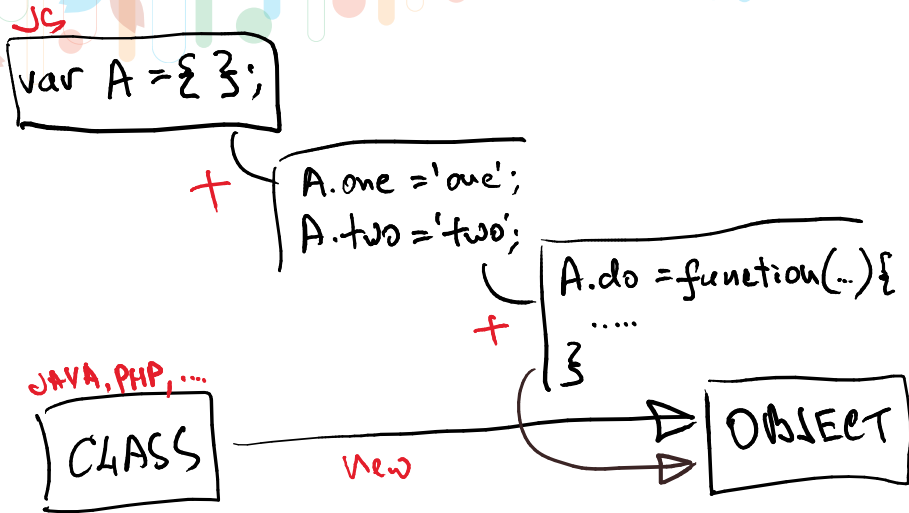 JS
var A = { };
+
A.one = 'one';
A.two = 'two';
+
A.do = function(...){
.....
}
JAVA, PHP, ...
CLASS
new
OBJECT